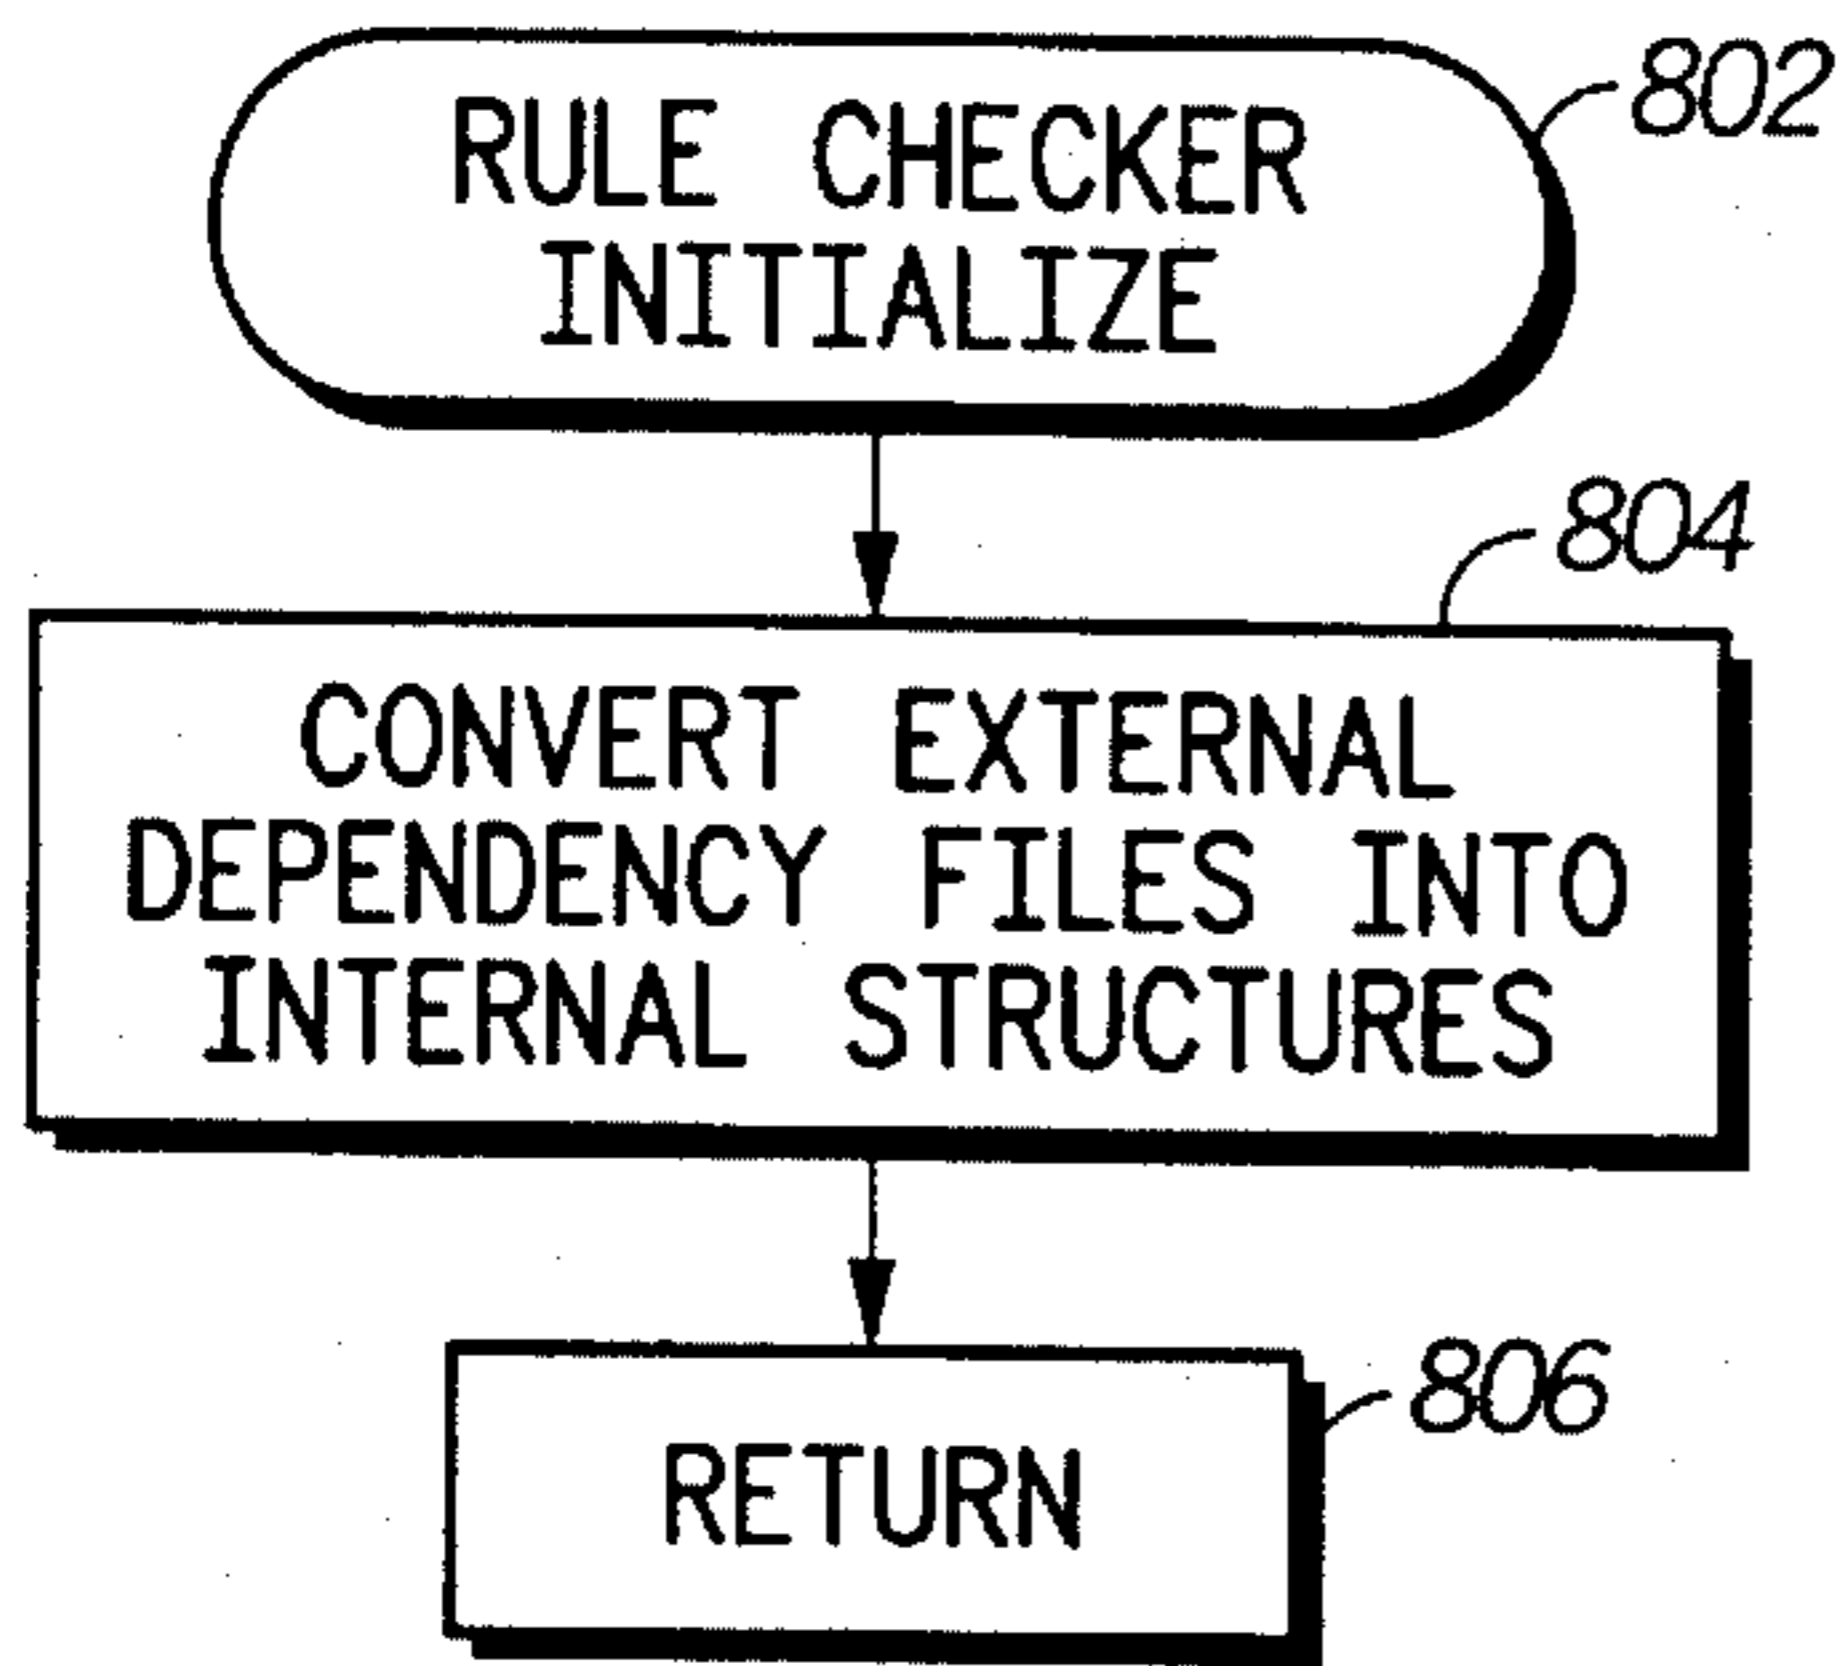 RULE CHECKER
INITIALIZE
802
804
CONVERT EXTERNAL
DEPENDENCY FILES INTO
INTERNAL STRUCTURES
806
RETURN